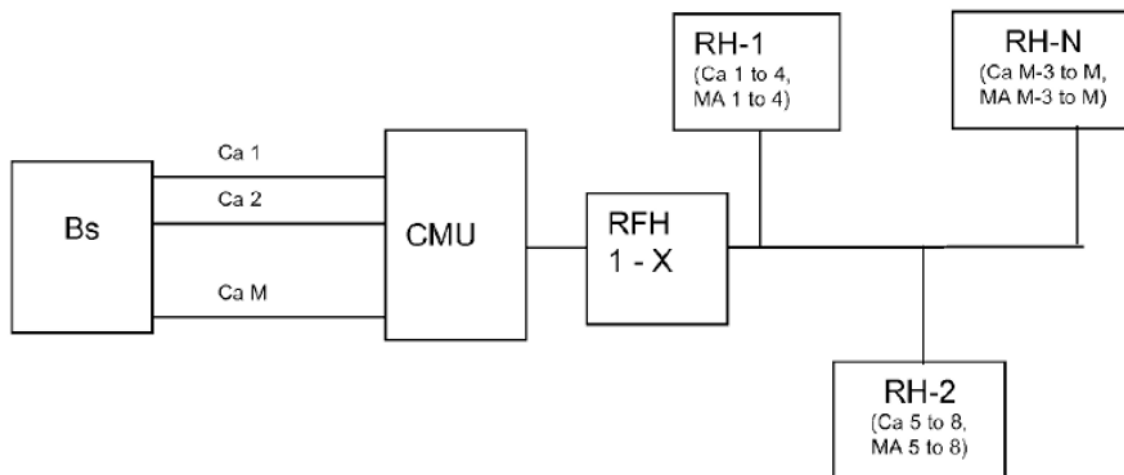 RH-1
(Ca 1 to 4,
MA 1 to 4)
RH-N
(Ca M-3 to M,
MA M-3 to M)
Bs
Ca 1
Ca 2
Ca M
CMU
RFH
1 - X
RH-2
(Ca 5 to 8,
MA 5 to 8)